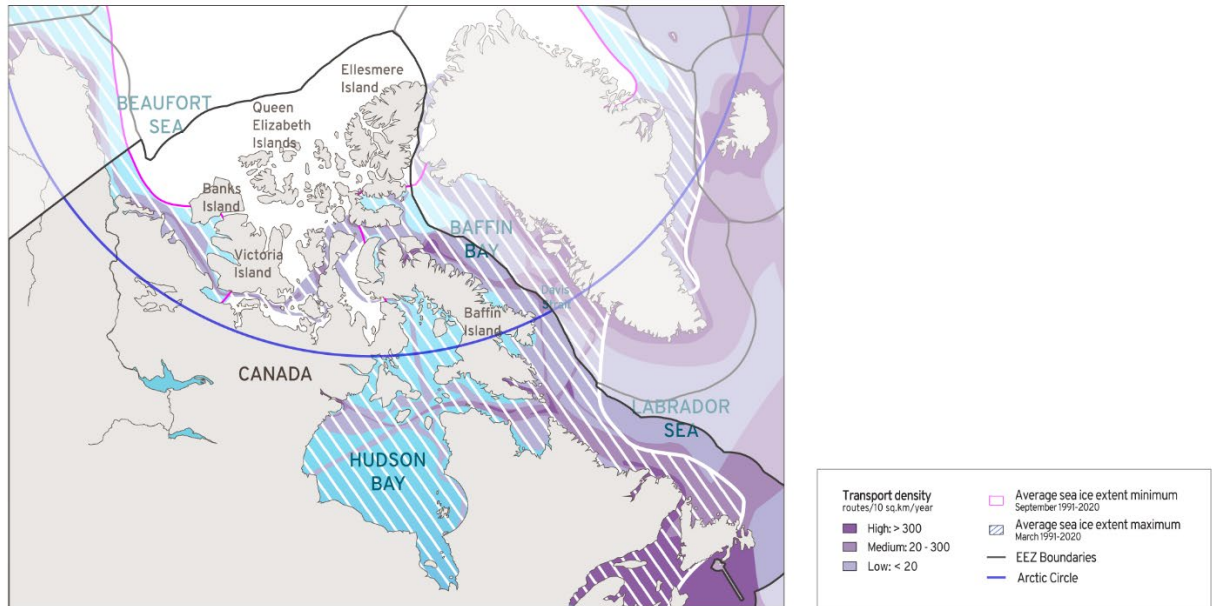 Ellesmere
Island
BEAUFORT
SEA
Queen
Elizabeth
Islands
Banks
Island
Victoria
Island
BAFFIN
BAY
Davis
Strait
Baffin
Island
CANADA
LABRADOR
SEA
HUDSON
BAY
Transport density
routes/10 sq.km/year
High: > 300
Medium: 20 - 300
Low: < 20
Average sea ice extent minimum
September 1991-2020
Average sea ice extent maximum
March 1991-2020
EEZ Boundaries
Arctic Circle